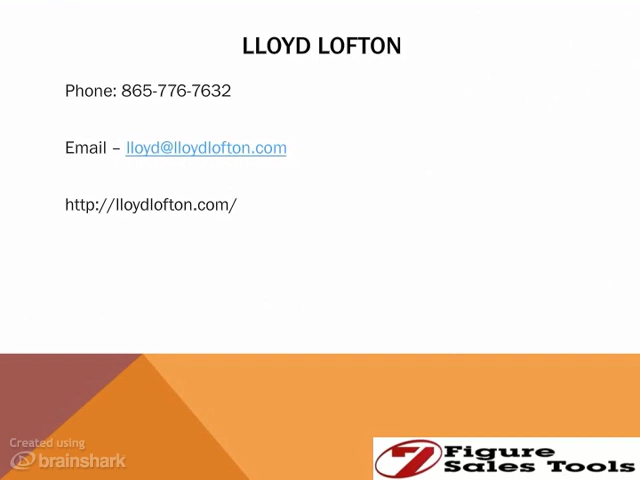 LLOYD LOFTON
Phone: 865-776-7632
Email – lloyd@lloydlofton.com
http://lloydlofton.com/
Created using
brainshark
7 Figure
Sales Tools